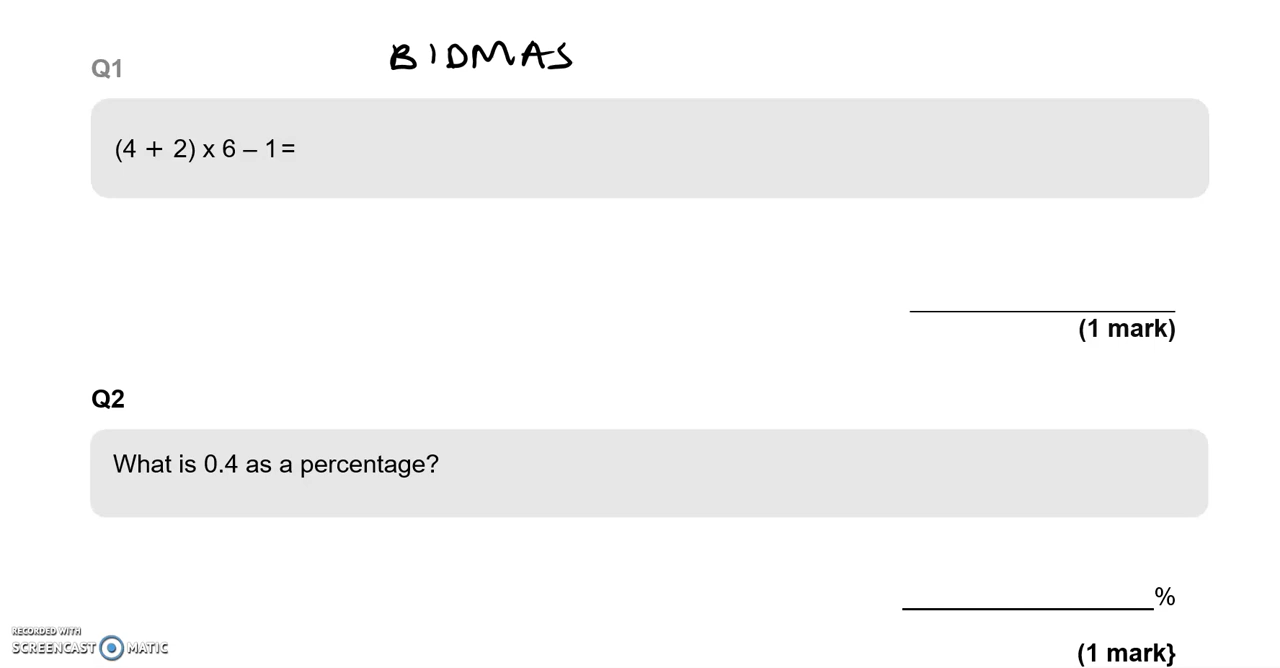 BIDMAS
Q1
(4 + 2) x 6 – 1 =
(1 mark)
Q2
What is 0.4 as a percentage?
%
(1 mark}
RECORDED WITH
SCREENCAST MATIC